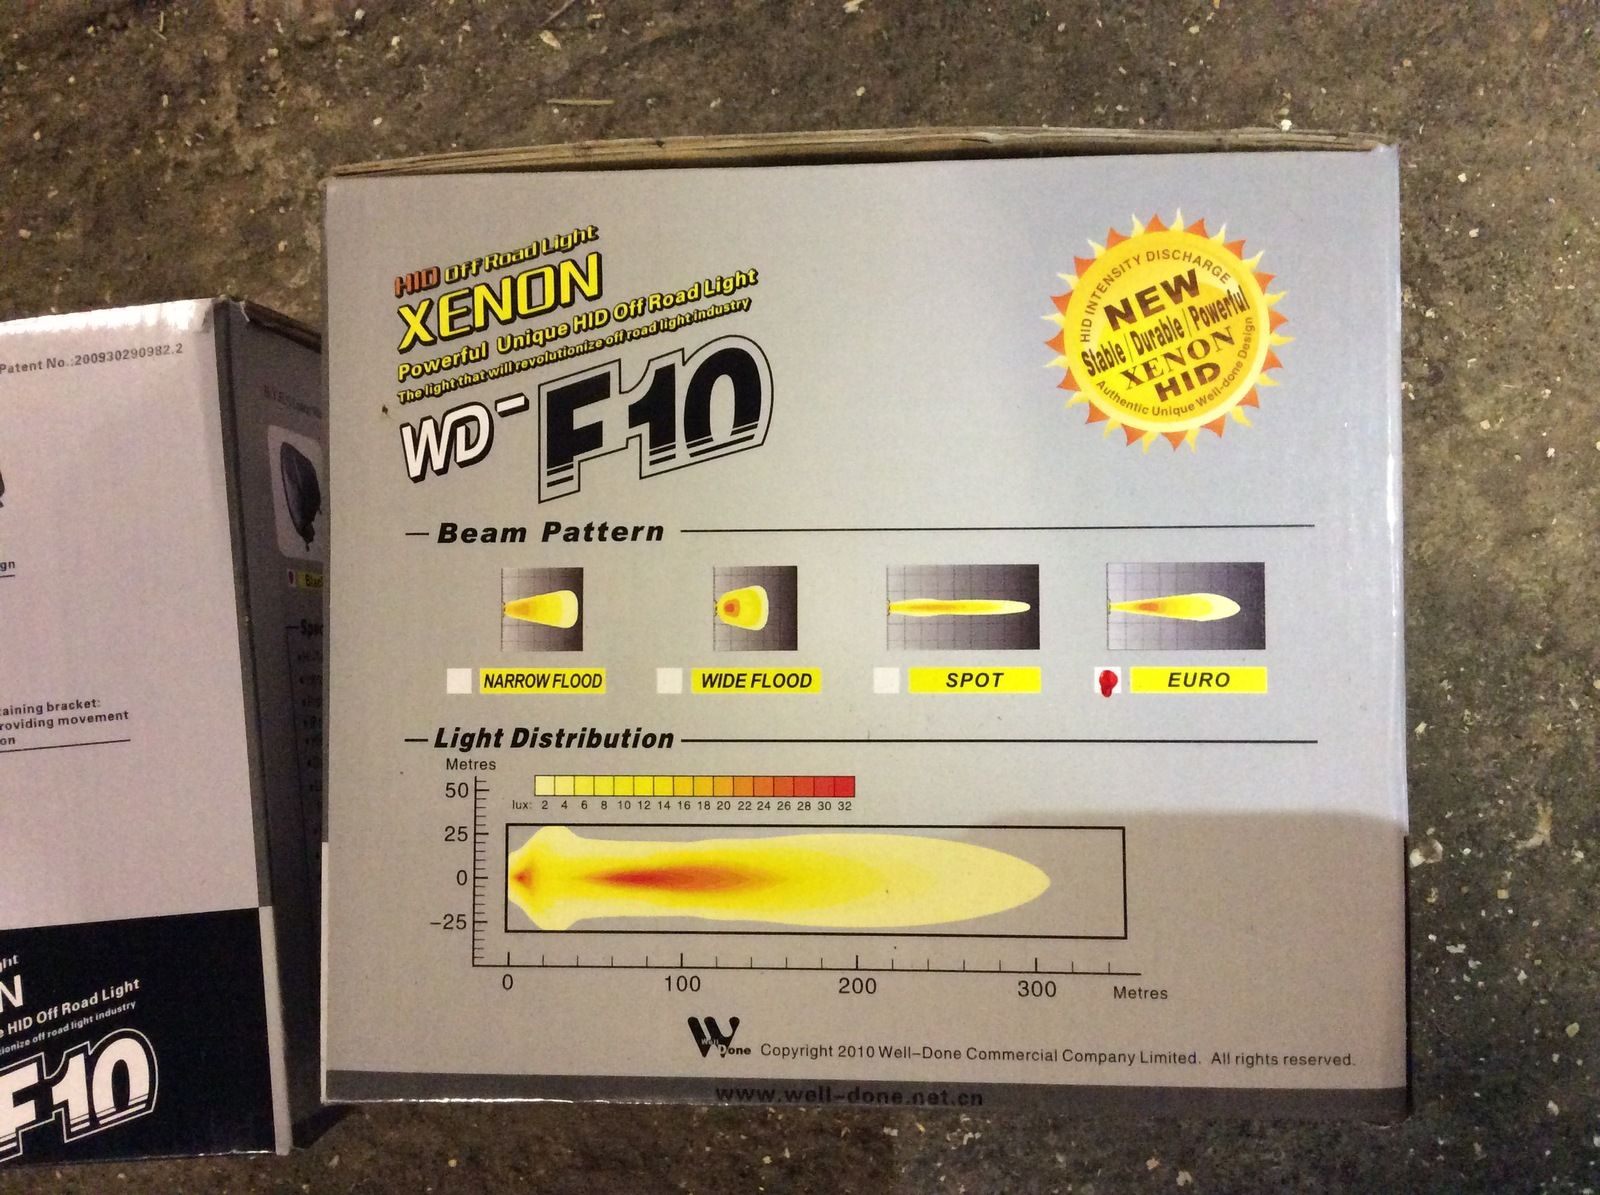 HID Off Road Light
XENON
Powerful Unique HID Off Road Light
The light that will revolutionize off road light industry
WD-F10
HID INTENSITY DISCHARGE
NEW
Stable / Durable / Powerful
XENON
HID
Authentic Unique Well-done Design
Beam Pattern
NARROW FLOOD
WIDE FLOOD
SPOT
EURO
Light Distribution
Metres
50
25
0
-25
lux: 2 4 6 8 10 12 14 16 18 20 22 24 26 28 30 32
0 100 200 300 Metres
Well Done
Copyright 2010 Well-Done Commercial Company Limited. All rights reserved.
www.well-done.net.cn
Patent No.:200930290982.2
gn
taining bracket:
roviding movement
on
ght
N
e HID Off Road Light
tionize off road light industry
F10